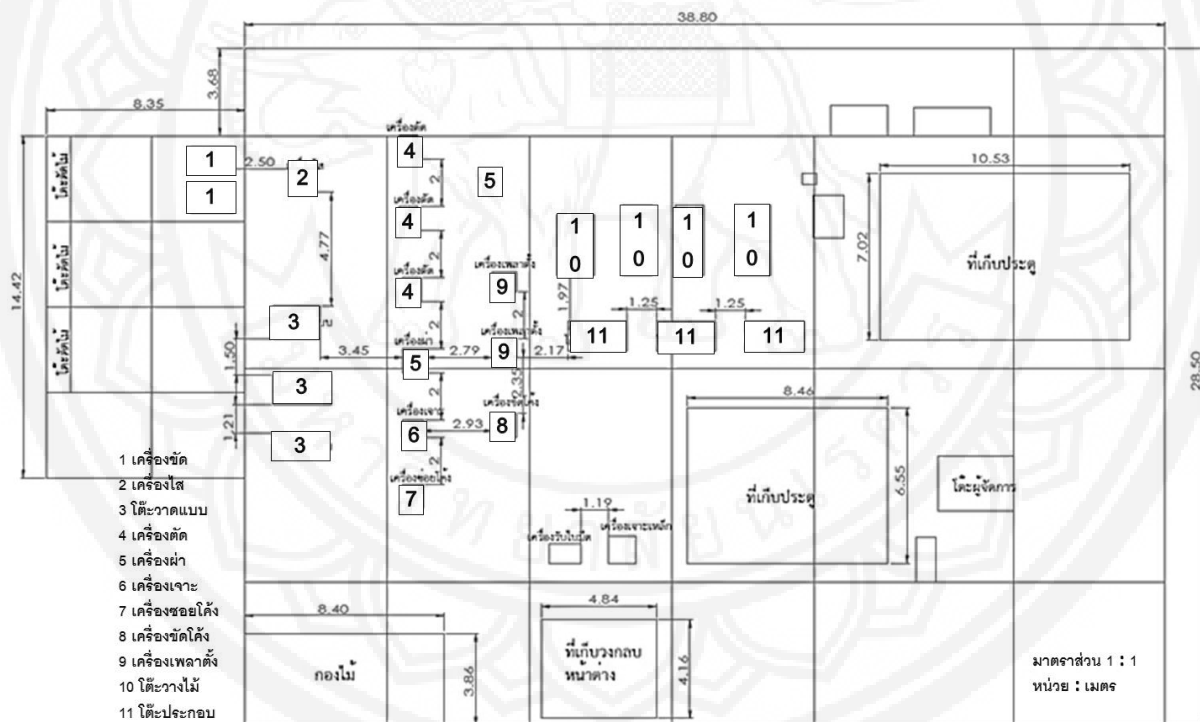 38.80
3.68
8.35
เครื่องตัด
โต๊ะตัดไม้
1
2.50
2
4
2
5
10.53
1
4.77
4
1 0
1 0
1 0
1 0
7.02
ที่เก็บประตู
14.42
โต๊ะตัดไม้
2
เครื่องตัด
4
เครื่องเพลาตั้ง
9
1.97
1.25
1.25
3
2
2
11
11
11
โต๊ะตัดไม้
1.50
3.45
เครื่องผ่า
5
2.79
เครื่องเพลาตั้ง
9
2.17
28.50
3
2
2.35
8.46
1.21
3
เครื่องเจาะ
6
2.93
เครื่องขัดโค้ง
8
2
เครื่องซ่อยโค้ง
7
ที่เก็บประตู
6.55
โต๊ะผู้จัดการ
1.19
เครื่องเจาะเหล็ก
1 เครื่องขัด
2 เครื่องไส
3 โต๊ะวาดแบบ
4 เครื่องตัด
5 เครื่องผ่า
6 เครื่องเจาะ
7 เครื่องซอยโค้ง
8 เครื่องขัดโค้ง
9 เครื่องเพลาตั้ง
10 โต๊ะวางไม้
11 โต๊ะประกอบ
8.40
กองไม้
3.86
4.84
ที่เก็บวงกลบ
หน้าต่าง
4.16
มาตราส่วน 1 : 1
หน่วย : เมตร